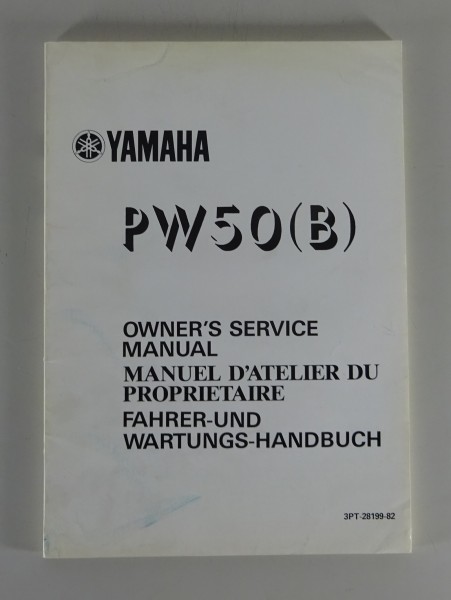 YAMAHA
PW50(B)
OWNER'S SERVICE
MANUAL
MANUEL D'ATELIER DU
PROPRIETAIRE
FAHRER-UND
WARTUNGS-HANDBUCH
3PT-28199-82